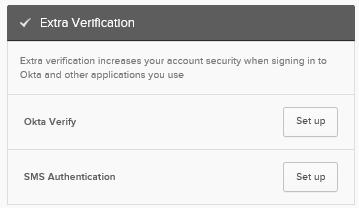 Extra Verification
Extra verification increases your account security when signing in to
Okta and other applications you use
Okta Verify
Set up
SMS Authentication
Set up